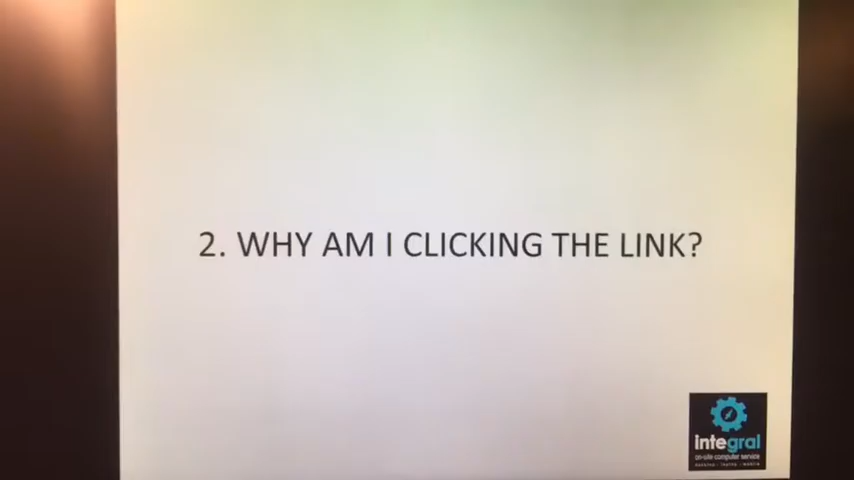 2. WHY AM I CLICKING THE LINK?
integral
on-site computer service